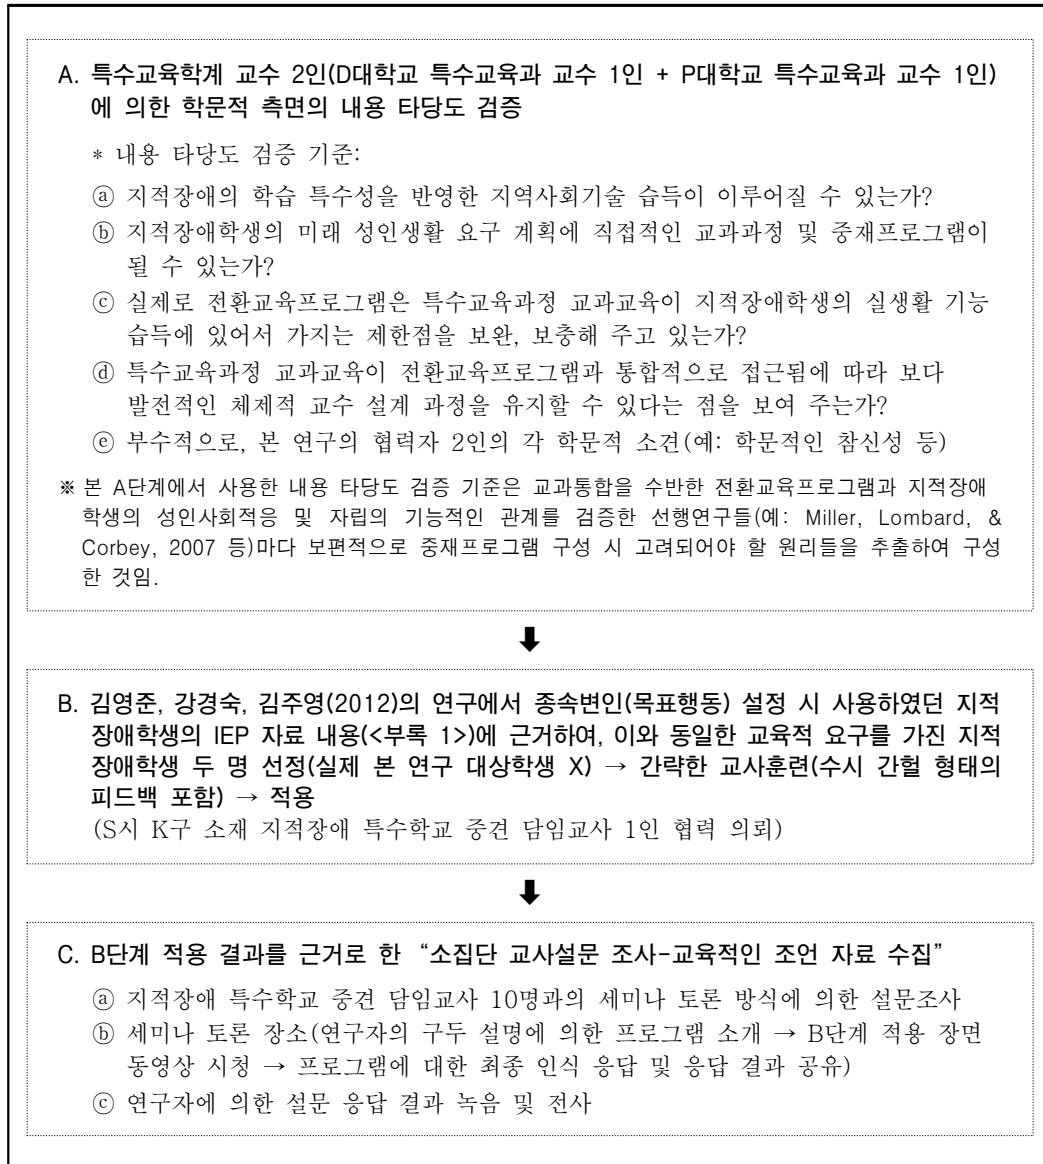 A. 특수교육학계 교수 2인(D대학교 특수교육과 교수 1인 + P대학교 특수교육과 교수 1인)
에 의한 학문적 측면의 내용 타당도 검증
* 내용 타당도 검증 기준:
ⓐ 지적장애의 학습 특수성을 반영한 지역사회기술 습득이 이루어질 수 있는가?
ⓑ 지적장애학생의 미래 성인생활 요구 계획에 직접적인 교과과정 및 중재프로그램이
될 수 있는가?
ⓒ 실제로 전환교육프로그램은 특수교육과정 교과교육이 지적장애학생의 실생활 기능
습득에 있어서 가지는 제한점을 보완, 보충해 주고 있는가?
ⓓ 특수교육과정 교과교육이 전환교육프로그램과 통합적으로 접근됨에 따라 보다
발전적인 체제적 교수 설계 과정을 유지할 수 있다는 점을 보여 주는가?
ⓔ 부수적으로, 본 연구의 협력자 2인의 각 학문적 소견(예: 학문적인 참신성 등)
※ 본 A단계에서 사용한 내용 타당도 검증 기준은 교과통합을 수반한 전환교육프로그램과 지적장애
학생의 성인사회적응 및 자립의 기능적인 관계를 검증한 선행연구들(예: Miller, Lombard, &
Corbey, 2007 등)마다 보편적으로 중재프로그램 구성 시 고려되어야 할 원리들을 추출하여 구성
한 것임.
⬇
B. 김영준, 강경숙, 김주영(2012)의 연구에서 종속변인(목표행동) 설정 시 사용하였던 지적
장애학생의 IEP 자료 내용(<부록 1>)에 근거하여, 이와 동일한 교육적 요구를 가진 지적
장애학생 두 명 선정(실제 본 연구 대상학생 X) → 간략한 교사훈련(수시 간헐 형태의
피드백 포함) → 적용
(S시 K구 소재 지적장애 특수학교 중견 담임교사 1인 협력 의뢰)
⬇
C. B단계 적용 결과를 근거로 한 “소집단 교사설문 조사-교육적인 조언 자료 수집”
ⓐ 지적장애 특수학교 중견 담임교사 10명과의 세미나 토론 방식에 의한 설문조사
ⓑ 세미나 토론 장소(연구자의 구두 설명에 의한 프로그램 소개 → B단계 적용 장면
동영상 시청 → 프로그램에 대한 최종 인식 응답 및 응답 결과 공유)
ⓒ 연구자에 의한 설문 응답 결과 녹음 및 전사